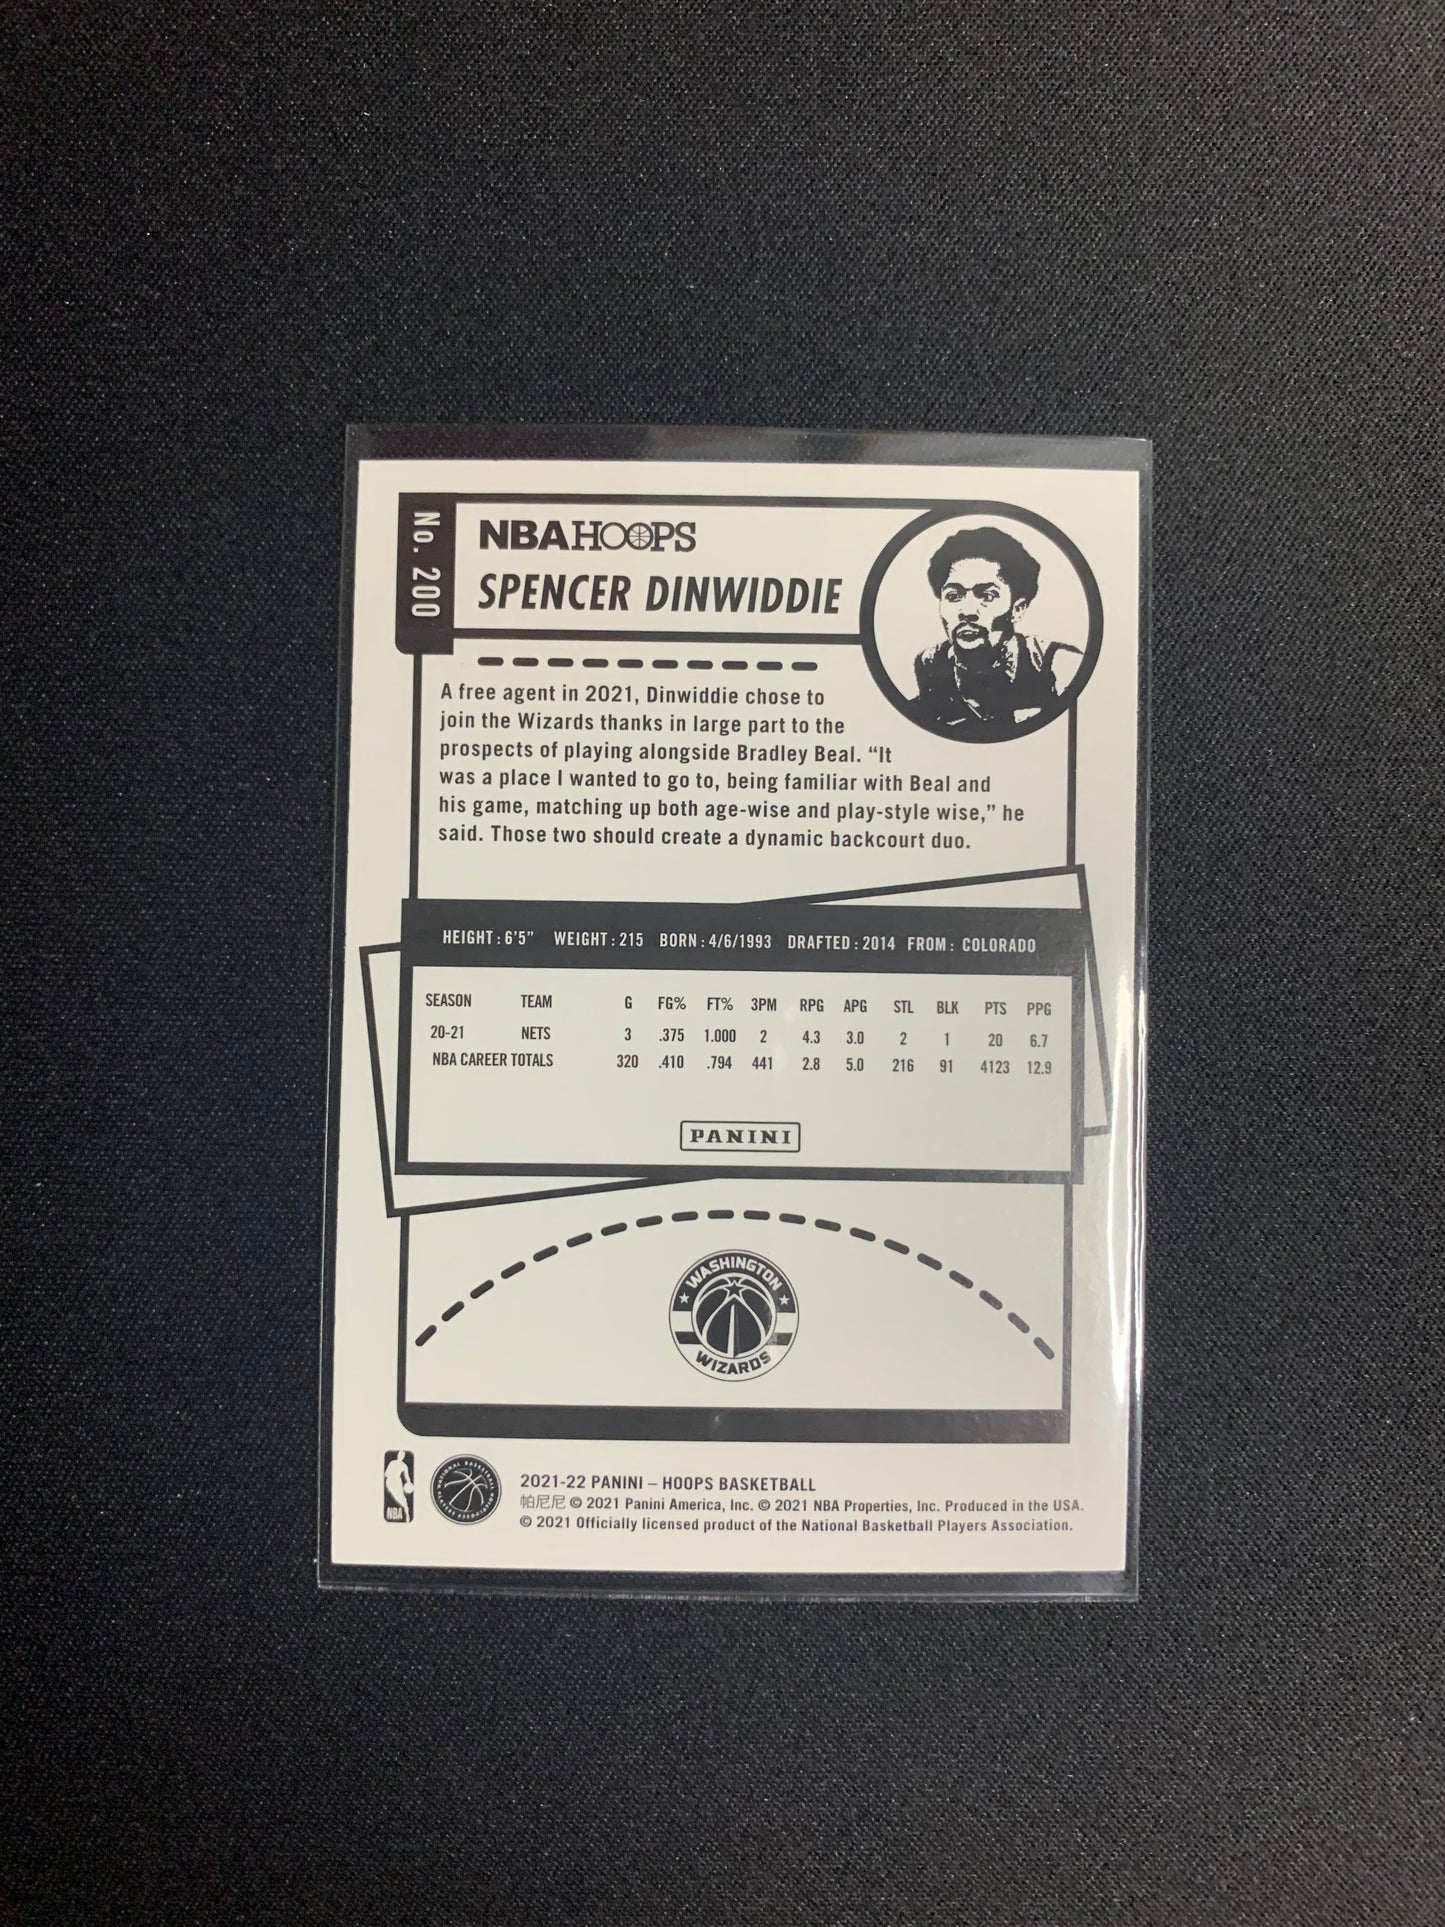 No. 200
NBA HOOPS
SPENCER DINWIDDIE
A free agent in 2021, Dinwiddie chose to
join the Wizards thanks in large part to the
prospects of playing alongside Bradley Beal. “It
was a place I wanted to go to, being familiar with Beal and
his game, matching up both age-wise and play-style wise,” he
said. Those two should create a dynamic backcourt duo.
HEIGHT: 6'5” WEIGHT: 215 BORN: 4/6/1993 DRAFTED: 2014 FROM: COLORADO
SEASON TEAM G FG% FT% 3PM RPG APG STL BLK PTS PPG
20-21 NETS 3 .375 1.000 2 4.3 3.0 2 1 20 6.7
NBA CAREER TOTALS 320 .410 .794 441 2.8 5.0 216 91 4123 12.9
PANINI
WASHINGTON
WIZARDS
NBA
NATIONAL BASKETBALL
PLAYERS ASSOCIATION
2021-22 PANINI – HOOPS BASKETBALL
帕尼尼 © 2021 Panini America, Inc. © 2021 NBA Properties, Inc. Produced in the USA.
© 2021 Officially licensed product of the National Basketball Players Association.